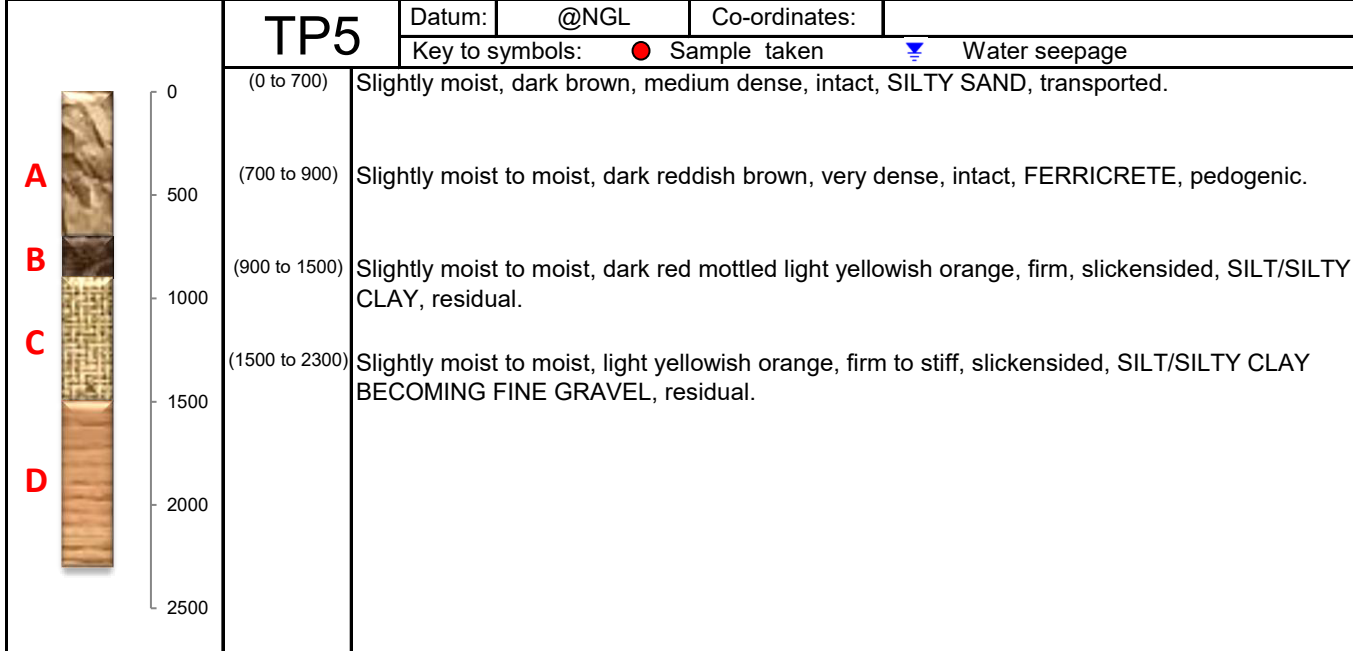 TP5
Datum: @NGL Co-ordinates:
Key to symbols: Sample taken Water seepage
(0 to 700) Slightly moist, dark brown, medium dense, intact, SILTY SAND, transported.
(700 to 900) Slightly moist to moist, dark reddish brown, very dense, intact, FERRICRETE, pedogenic.
(900 to 1500) Slightly moist to moist, dark red mottled light yellowish orange, firm, slickensided, SILT/SILTY
CLAY, residual.
(1500 to 2300) Slightly moist to moist, light yellowish orange, firm to stiff, slickensided, SILT/SILTY CLAY
BECOMING FINE GRAVEL, residual.
A
B
C
D
0
500
1000
1500
2000
2500